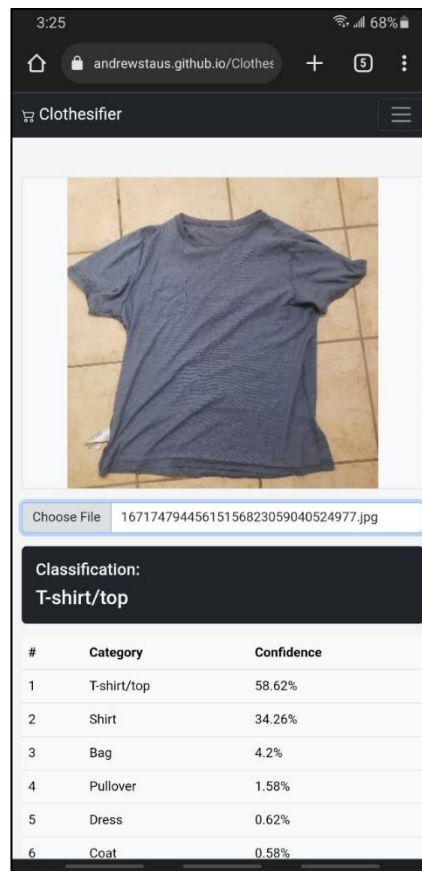 3:25 68%
andrewstaus.github.io/Clothes 5
Clothesifier
Choose File 16717479445615156823059040524977.jpg
Classification:
T-shirt/top
# Category Confidence
1 T-shirt/top 58.62%
2 Shirt 34.26%
3 Bag 4.2%
4 Pullover 1.58%
5 Dress 0.62%
6 Coat 0.58%